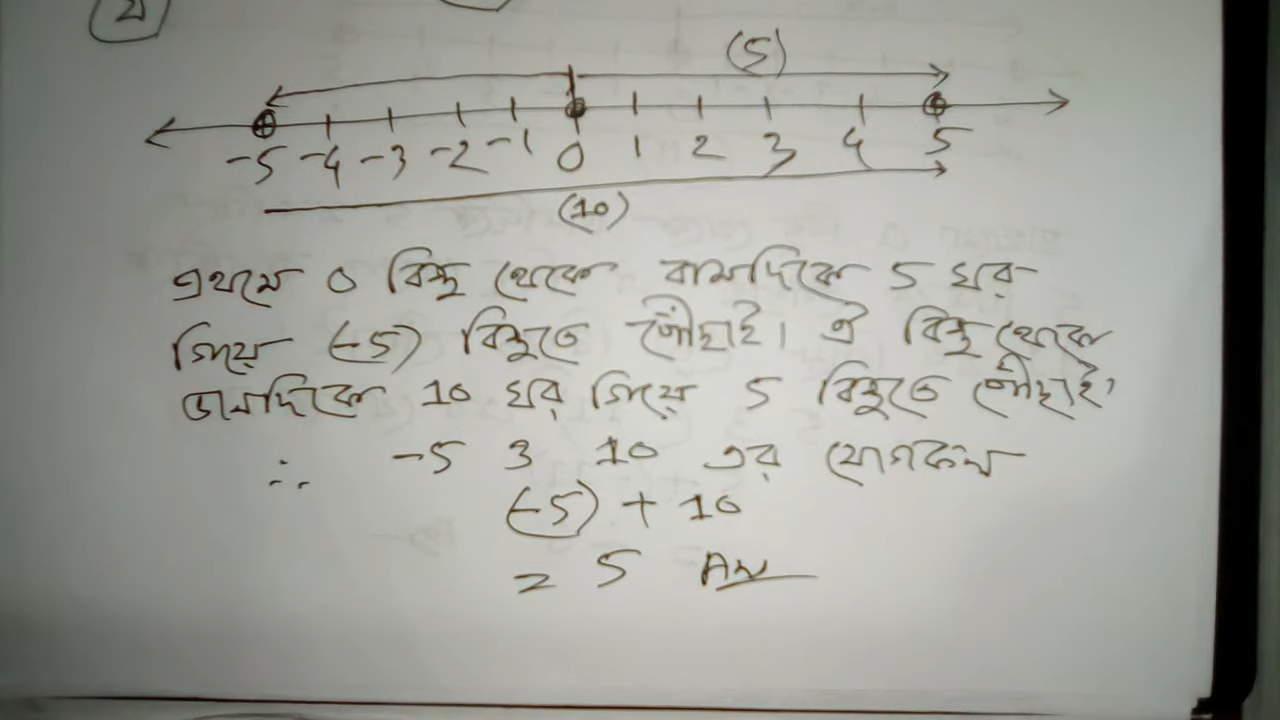 (5)
-5 -4 -3 -2 -1 0 1 2 3 4 5
(10)
প্রথমে 0 বিন্দু থেকে বামদিকে 5 ঘর
গিয়ে (-5) বিন্দুতে পৌঁছাই। ঐ বিন্দু থেকে
ডানদিকে 10 ঘর গিয়ে 5 বিন্দুতে পৌঁছাই।
∴ -5 ও 10 এর যোগফল
(-5) + 10
= 5 Ans